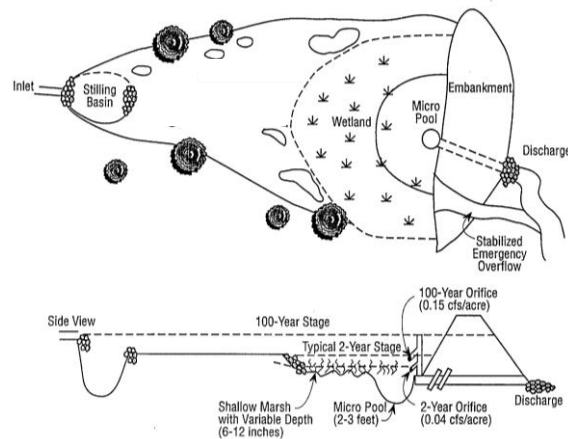 Inlet
Stilling
Basin
Wetland
Micro
Pool
Embankment
Discharge
Stabilized
Emergency
Overflow
Side View
100-Year Stage
100-Year Orifice
(0.15 cfs/acre)
Typical 2-Year Stage
Shallow Marsh
with Variable Depth
(6-12 inches)
Micro Pool
(2-3 feet)
2-Year Orifice
(0.04 cfs/acre)
Discharge